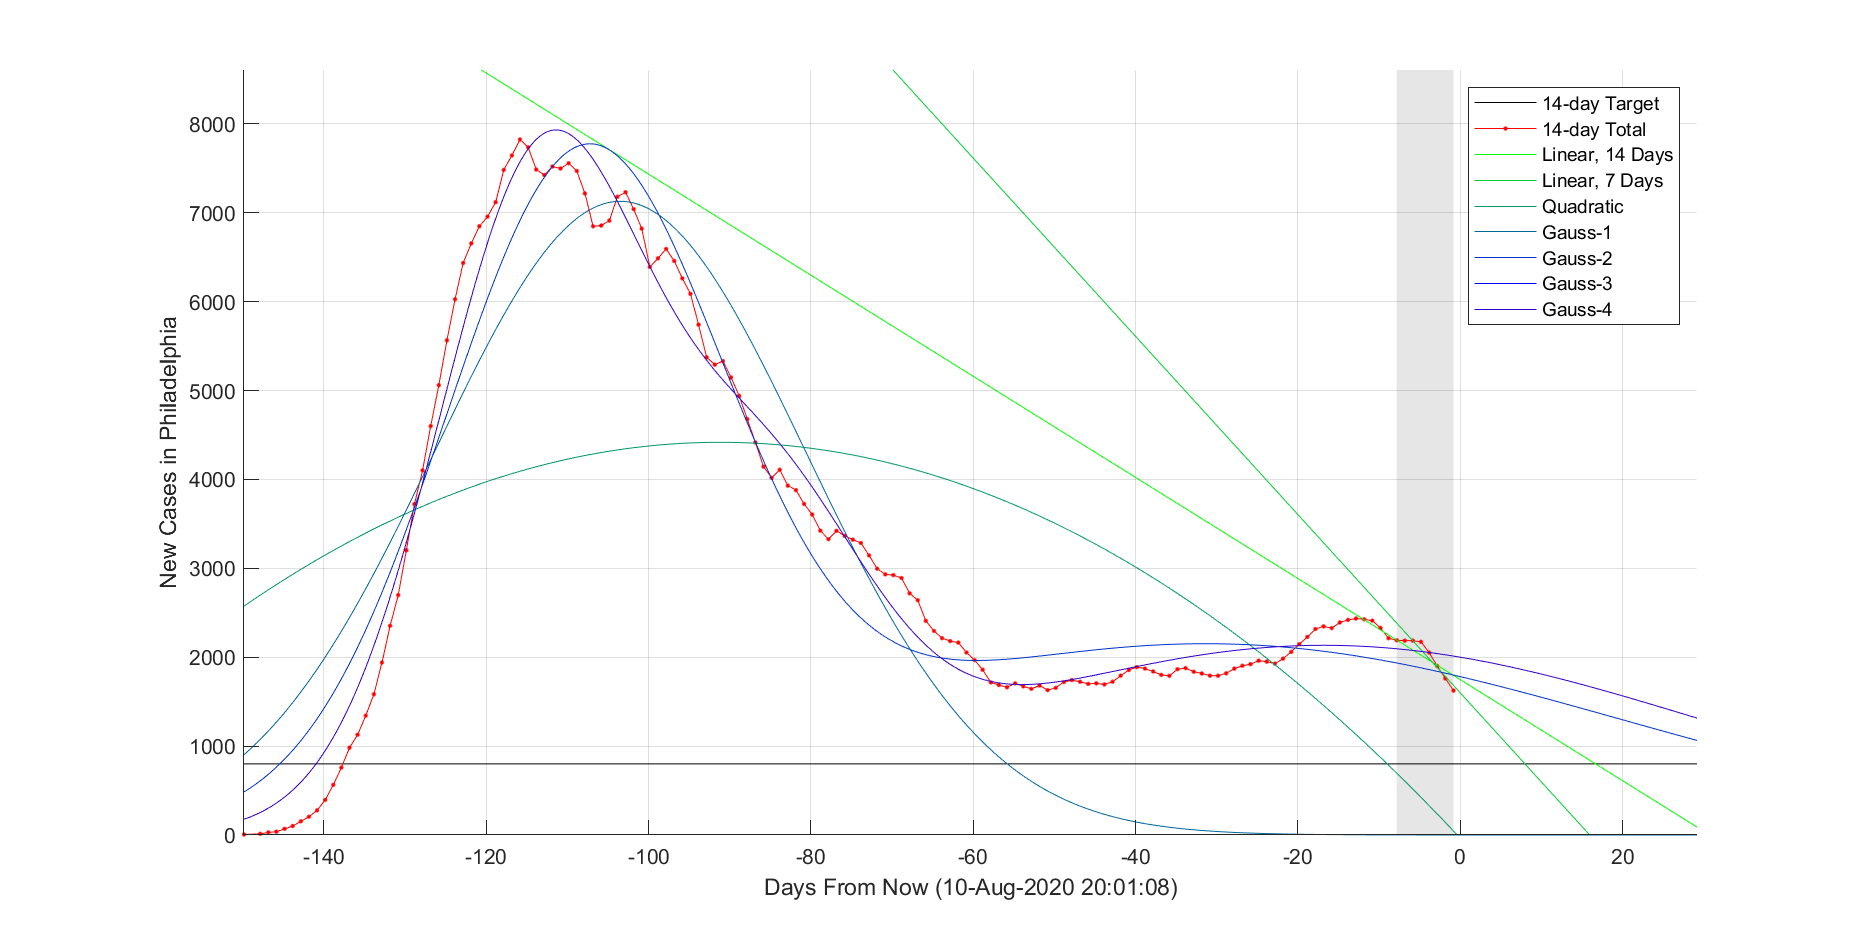 8000
7000
6000
5000
4000
3000
2000
1000
0
New Cases in Philadelphia
-140 -120 -100 -80 -60 -40 -20 0 20
Days From Now (10-Aug-2020 20:01:08)
14-day Target
14-day Total
Linear, 14 Days
Linear, 7 Days
Quadratic
Gauss-1
Gauss-2
Gauss-3
Gauss-4